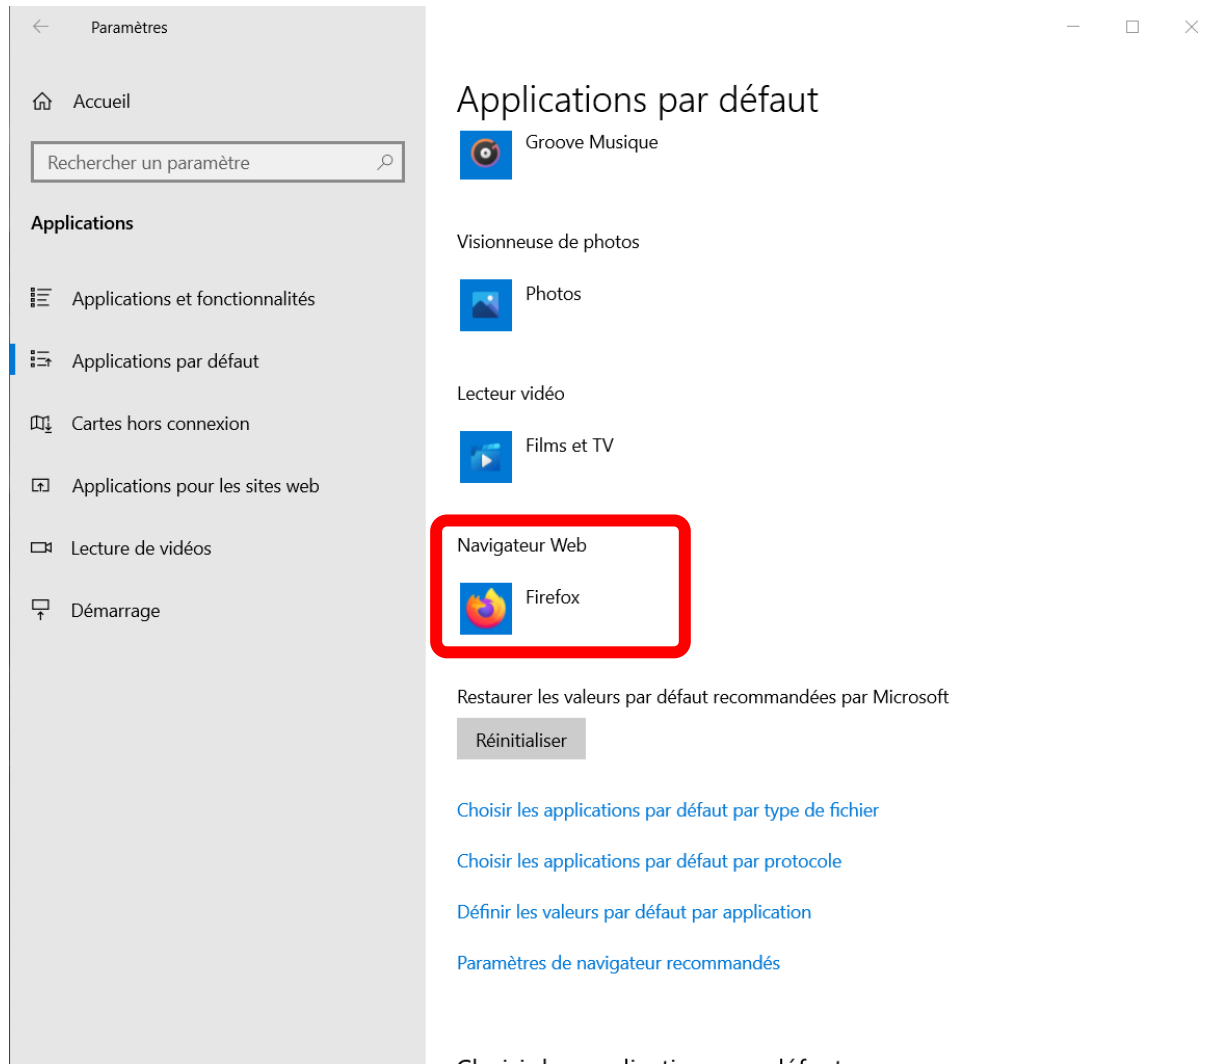 Paramètres
Accueil
Rechercher un paramètre
Applications
Applications et fonctionnalités
Applications par défaut
Cartes hors connexion
Applications pour les sites web
Lecture de vidéos
Démarrage
Applications par défaut
Groove Musique
Visionneuse de photos
Photos
Lecteur vidéo
Films et TV
Navigateur Web
Firefox
Restaurer les valeurs par défaut recommandées par Microsoft
Réinitialiser
Choisir les applications par défaut par type de fichier
Choisir les applications par défaut par protocole
Définir les valeurs par défaut par application
Paramètres de navigateur recommandés